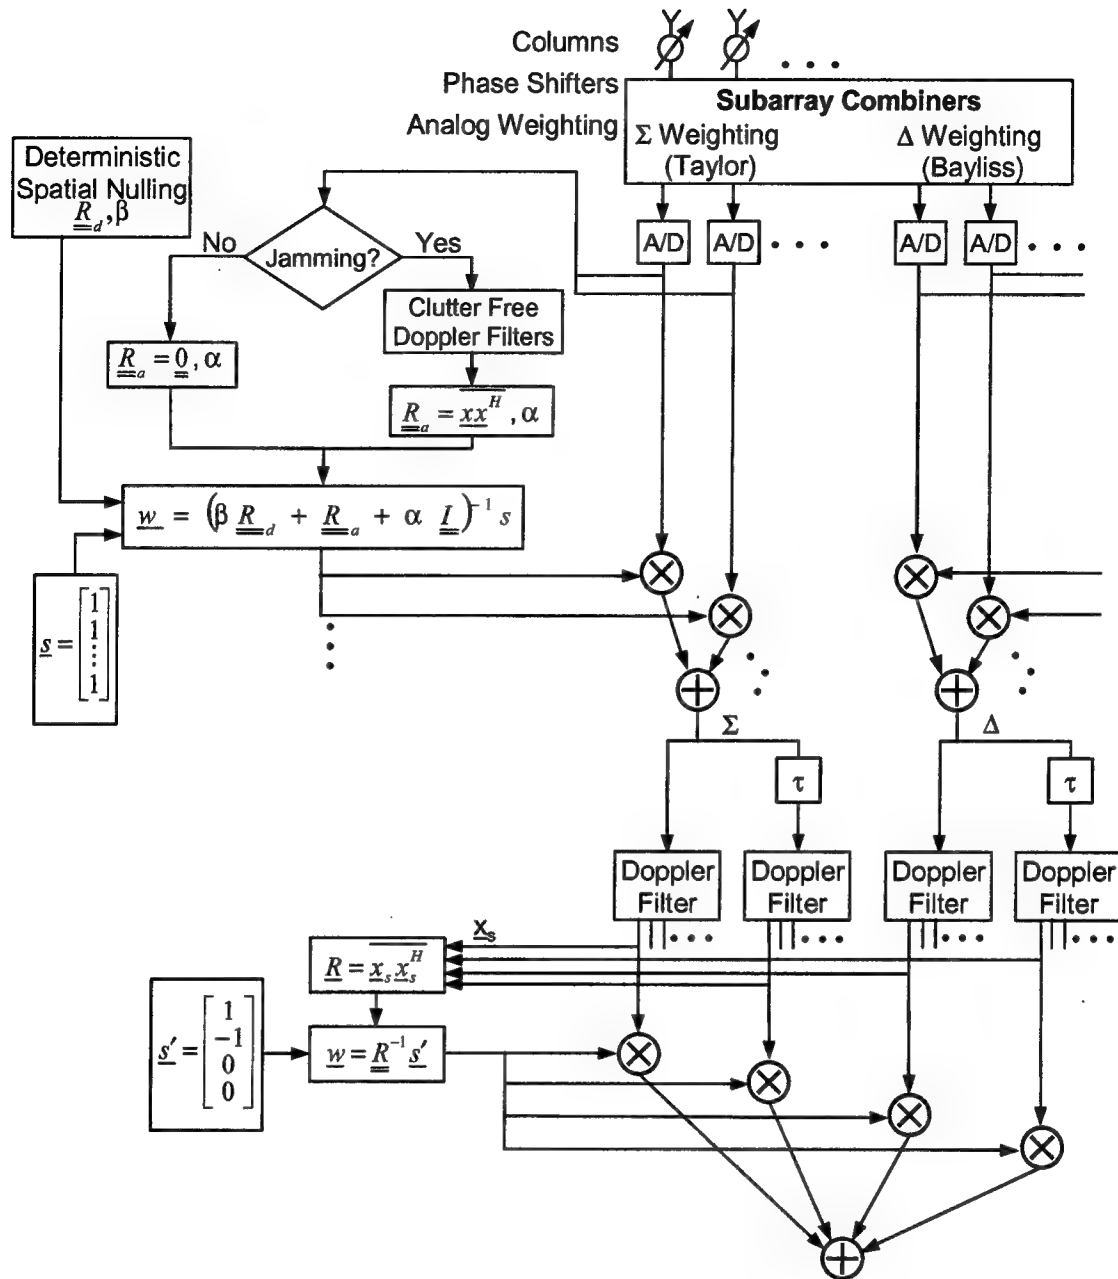 Columns
Phase Shifters
Analog Weighting
Y Y
• • •
Subarray Combiners
Σ Weighting
(Taylor)
Δ Weighting
(Bayliss)
Deterministic
Spatial Nulling
R_d, β
No
Jamming?
Yes
A/D
A/D
• • •
A/D
A/D
• • •
Clutter Free
Doppler Filters
R_a = 0, α
R_a = xx^H, α
w = (β R_d + R_a + α I)^-1 s
s = [1 1 ⋮ 1]
Σ
Δ
τ
τ
Doppler
Filter
Doppler
Filter
Doppler
Filter
Doppler
Filter
x_s
R = x_s x_s^H
s' = [1 -1 0 0]
w = R^-1 s'